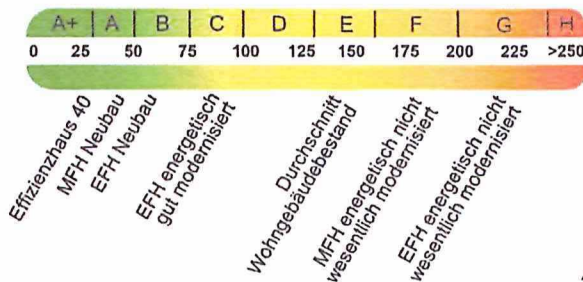 A+ A B C D E F G H
0 25 50 75 100 125 150 175 200 225 >250
Effizienzhaus 40
MFH Neubau
EFH Neubau
EFH energetisch
gut modernisiert
Durchschnitt
Wohngebäudebestand
MFH energetisch nicht
wesentlich modernisiert
EFH energetisch nicht
wesentlich modernisiert